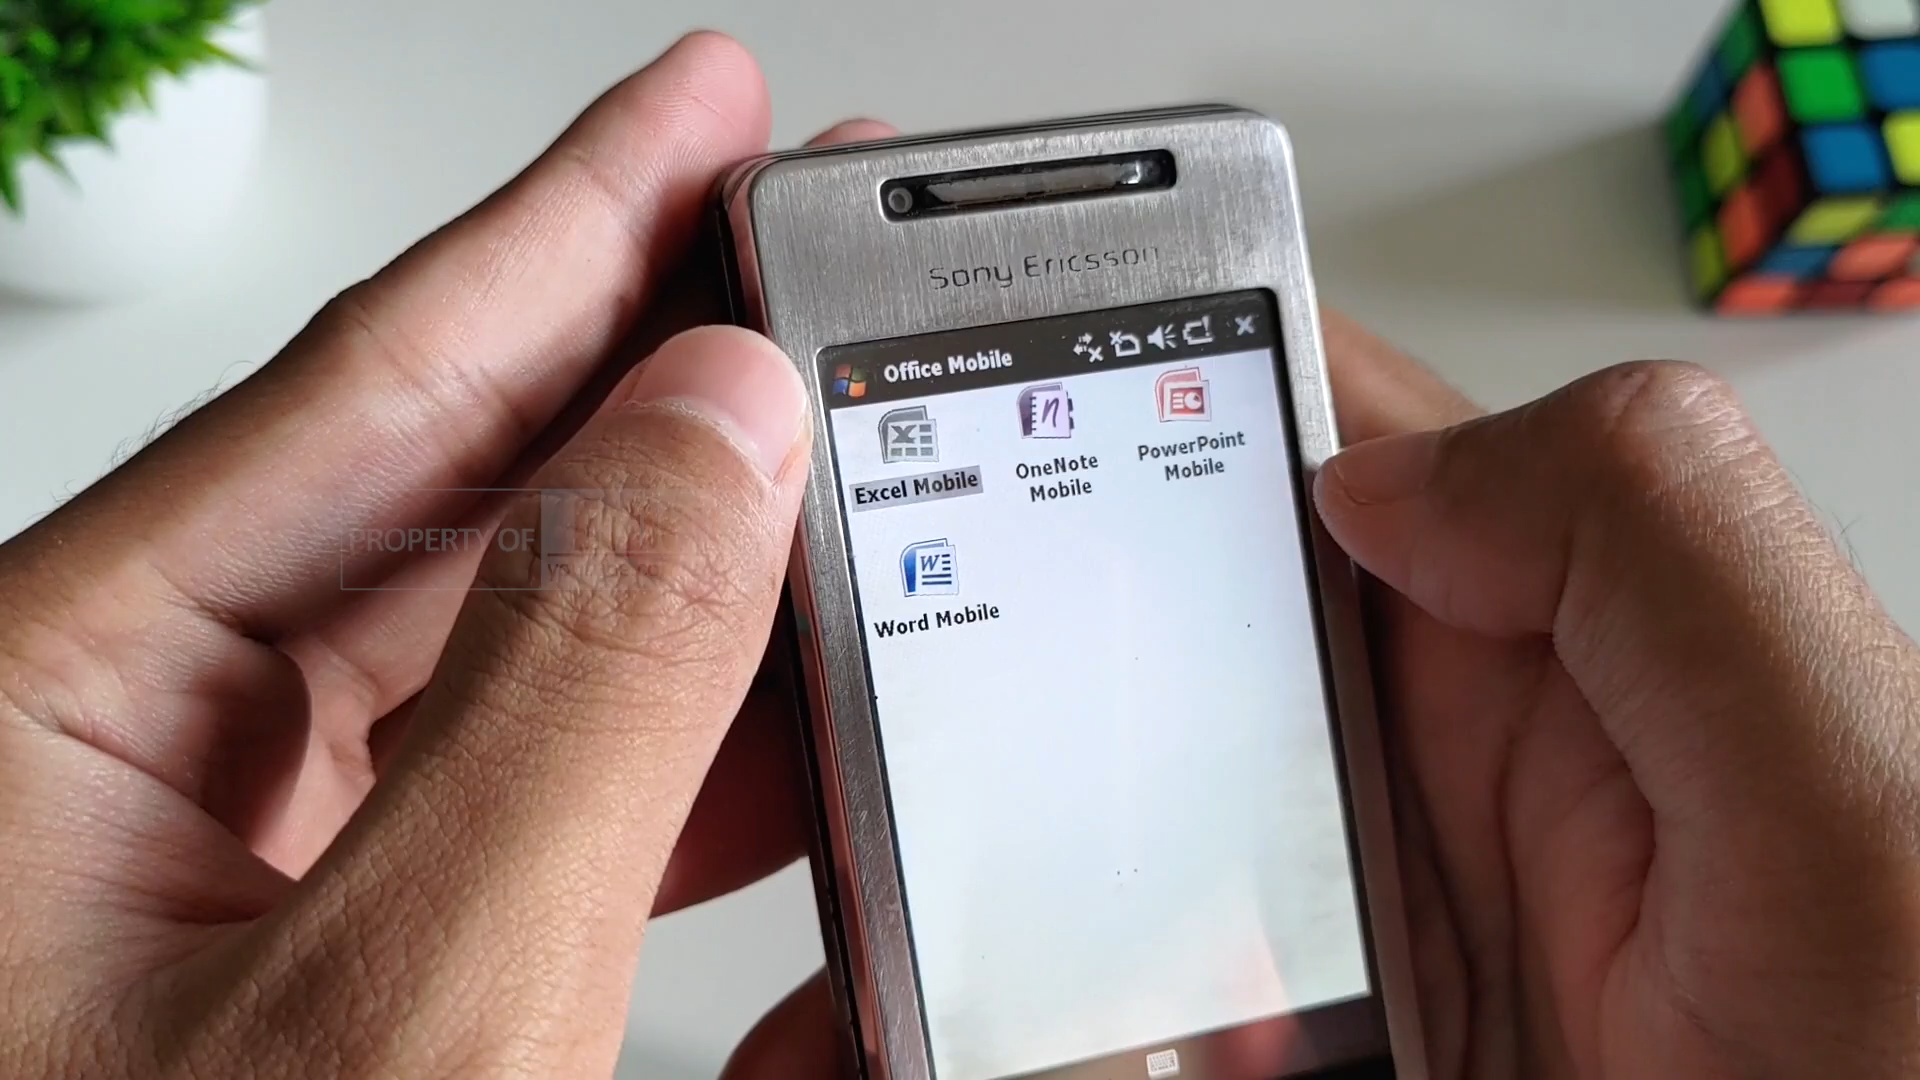 Sony Ericsson
Office Mobile
Excel Mobile
OneNote
Mobile
PowerPoint
Mobile
Word Mobile
PROPERTY OF